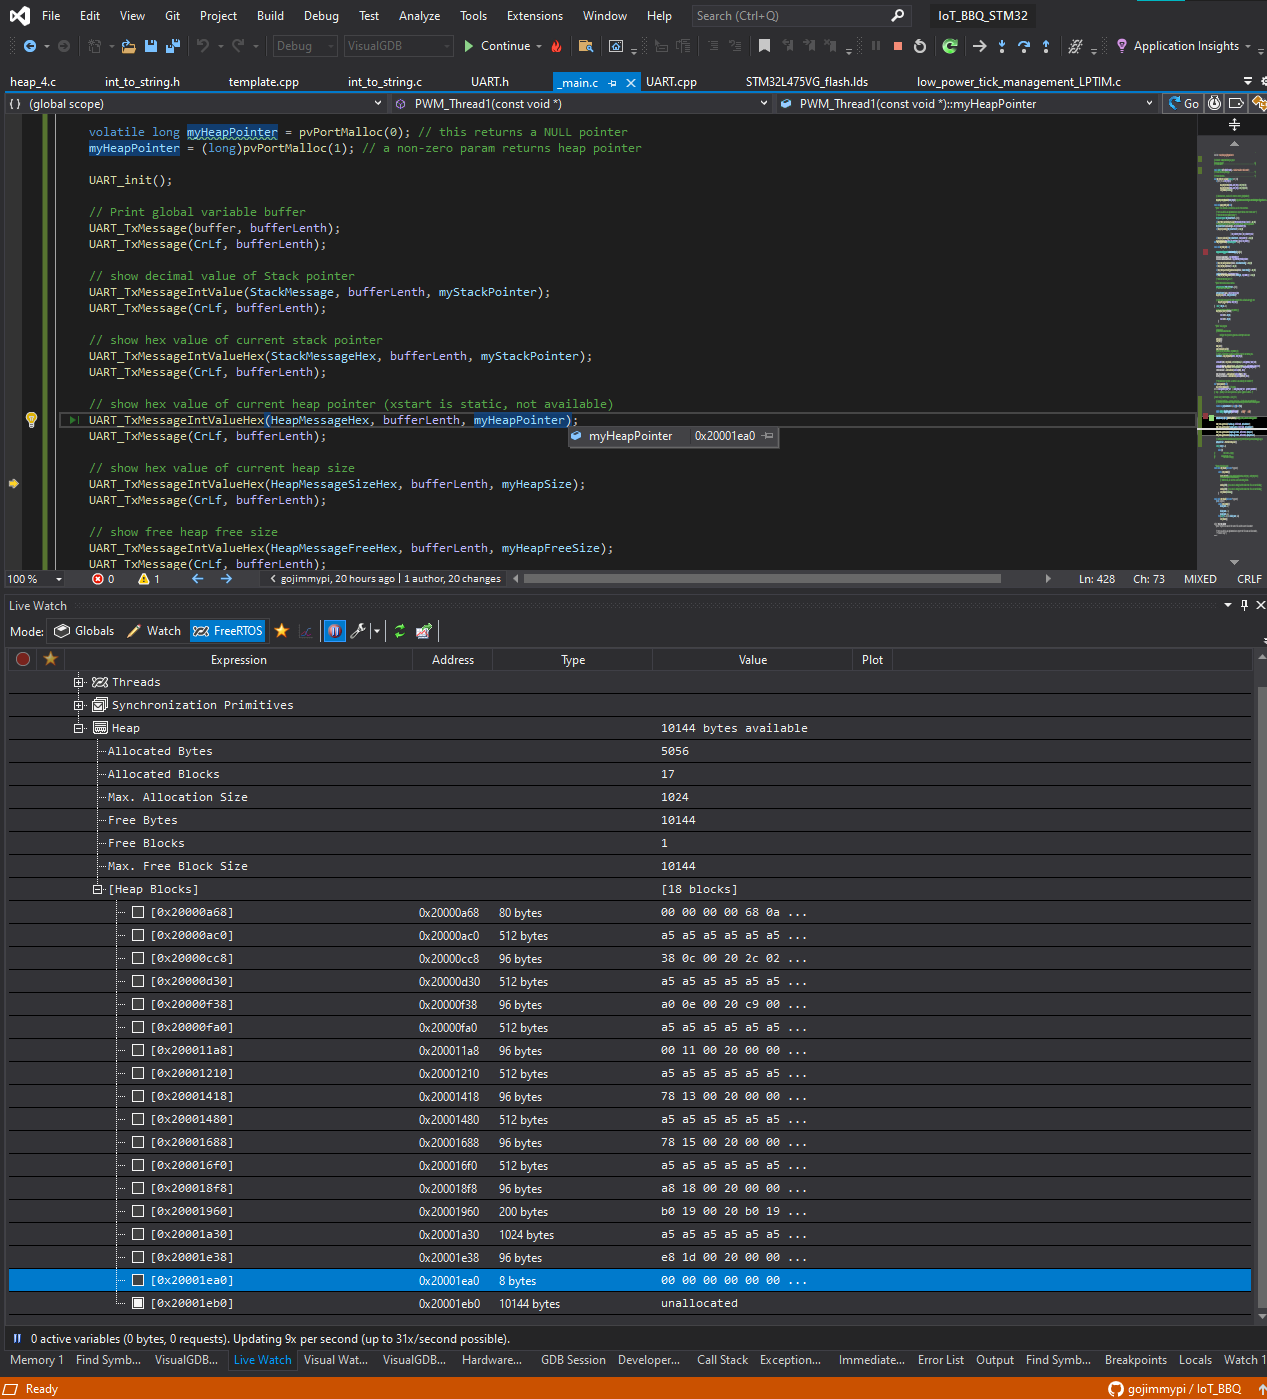 File Edit View Git Project Build Debug Test Analyze Tools Extensions Window Help Search (Ctrl+Q) IoT_BBQ_STM32
Debug VisualGDB Continue Application Insights
heap_4.c int_to_string.h template.cpp int_to_string.c UART.h _main.c UART.cpp STM32L475VG_flash.lds low_power_tick_management_LPTIM.c
{} (global scope) PWM_Thread1(const void *) PWM_Thread1(const void *)::myHeapPointer Go
volatile long myHeapPointer = pvPortMalloc(0); // this returns a NULL pointer
myHeapPointer = (long)pvPortMalloc(1); // a non-zero param returns heap pointer
UART_init();
// Print global variable buffer
UART_TxMessage(buffer, bufferLenth);
UART_TxMessage(CrLf, bufferLenth);
// show decimal value of Stack pointer
UART_TxMessageIntValue(StackMessage, bufferLenth, myStackPointer);
UART_TxMessage(CrLf, bufferLenth);
// show hex value of current stack pointer
UART_TxMessageIntValueHex(StackMessageHex, bufferLenth, myStackPointer);
UART_TxMessage(CrLf, bufferLenth);
// show hex value of current heap pointer (xstart is static, not available)
UART_TxMessageIntValueHex(HeapMessageHex, bufferLenth, myHeapPointer);
UART_TxMessage(CrLf, bufferLenth);
myHeapPointer 0x20001ea0
// show hex value of current heap size
UART_TxMessageIntValueHex(HeapMessageSizeHex, bufferLenth, myHeapSize);
UART_TxMessage(CrLf, bufferLenth);
// show free heap free size
UART_TxMessageIntValueHex(HeapMessageFreeHex, bufferLenth, myHeapFreeSize);
UART_TxMessage(CrLf, bufferLenth);
100 % 0 1 gojimmypi, 20 hours ago | 1 author, 20 changes Ln: 428 Ch: 73 MIXED CRLF
Live Watch
Mode: Globals Watch FreeRTOS
Expression Address Type Value Plot
Threads
Synchronization Primitives
Heap 10144 bytes available
Allocated Bytes 5056
Allocated Blocks 17
Max. Allocation Size 1024
Free Bytes 10144
Free Blocks 1
Max. Free Block Size 10144
[Heap Blocks] [18 blocks]
[0x20000a68] 0x20000a68 80 bytes 00 00 00 00 68 0a ...
[0x20000ac0] 0x20000ac0 512 bytes a5 a5 a5 a5 a5 a5 ...
[0x20000cc8] 0x20000cc8 96 bytes 38 0c 00 20 2c 02 ...
[0x20000d30] 0x20000d30 512 bytes a5 a5 a5 a5 a5 a5 ...
[0x20000f38] 0x20000f38 96 bytes a0 0e 00 20 c9 00 ...
[0x20000fa0] 0x20000fa0 512 bytes a5 a5 a5 a5 a5 a5 ...
[0x200011a8] 0x200011a8 96 bytes 00 11 00 20 00 00 ...
[0x20001210] 0x20001210 512 bytes a5 a5 a5 a5 a5 a5 ...
[0x20001418] 0x20001418 96 bytes 78 13 00 20 00 00 ...
[0x20001480] 0x20001480 512 bytes a5 a5 a5 a5 a5 a5 ...
[0x20001688] 0x20001688 96 bytes 78 15 00 20 00 00 ...
[0x200016f0] 0x200016f0 512 bytes a5 a5 a5 a5 a5 a5 ...
[0x200018f8] 0x200018f8 96 bytes a8 18 00 20 00 00 ...
[0x20001960] 0x20001960 200 bytes b0 19 00 20 b0 19 ...
[0x20001a30] 0x20001a30 1024 bytes a5 a5 a5 a5 a5 a5 ...
[0x20001e38] 0x20001e38 96 bytes e8 1d 00 20 00 00 ...
[0x20001ea0] 0x20001ea0 8 bytes 00 00 00 00 00 00 ...
[0x20001eb0] 0x20001eb0 10144 bytes unallocated
0 active variables (0 bytes, 0 requests). Updating 9x per second (up to 31x/second possible).
Memory 1 Find Symb... VisualGDB... Live Watch Visual Wat... VisualGDB... Hardware... GDB Session Developer... Call Stack Exception... Immediate... Error List Output Find Symb... Breakpoints Locals Watch 1
Ready gojimmypi / IoT_BBQ